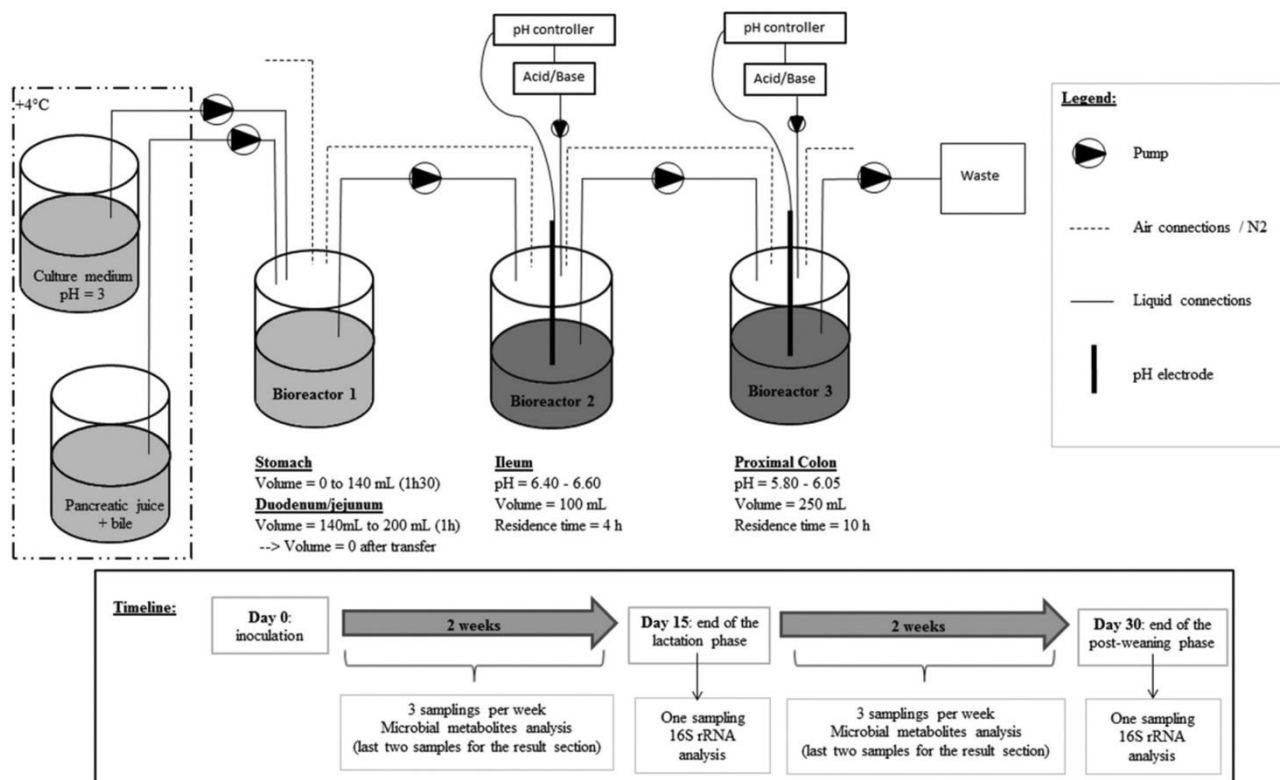 pH controller
pH controller
Acid/Base
Acid/Base
+4°C
Culture medium
pH = 3
Pancreatic juice
+ bile
Bioreactor 1
Bioreactor 2
Bioreactor 3
Waste
Legend:
Pump
Air connections / N2
Liquid connections
pH electrode
Stomach
Volume = 0 to 140 mL (1h30)
Duodenum/jejunum
Volume = 140mL to 200 mL (1h)
--> Volume = 0 after transfer
Ileum
pH = 6.40 - 6.60
Volume = 100 mL
Residence time = 4 h
Proximal Colon
pH = 5.80 - 6.05
Volume = 250 mL
Residence time = 10 h
Timeline:
Day 0:
inoculation
2 weeks
Day 15: end of the
lactation phase
2 weeks
Day 30: end of the
post-weaning phase
3 samplings per week
Microbial metabolites analysis
(last two samples for the result section)
One sampling
16S rRNA
analysis
3 samplings per week
Microbial metabolites analysis
(last two samples for the result section)
One sampling
16S rRNA
analysis